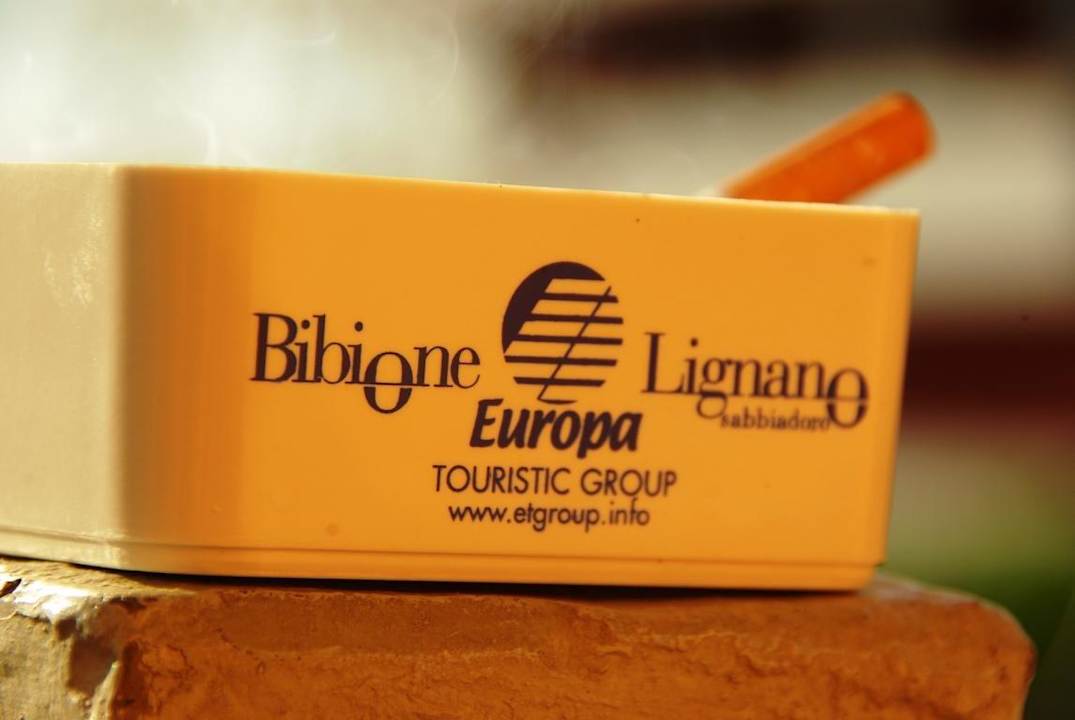 Bibione
Lignano
sabbiadoro
Europa
TOURISTIC GROUP
www.etgroup.info